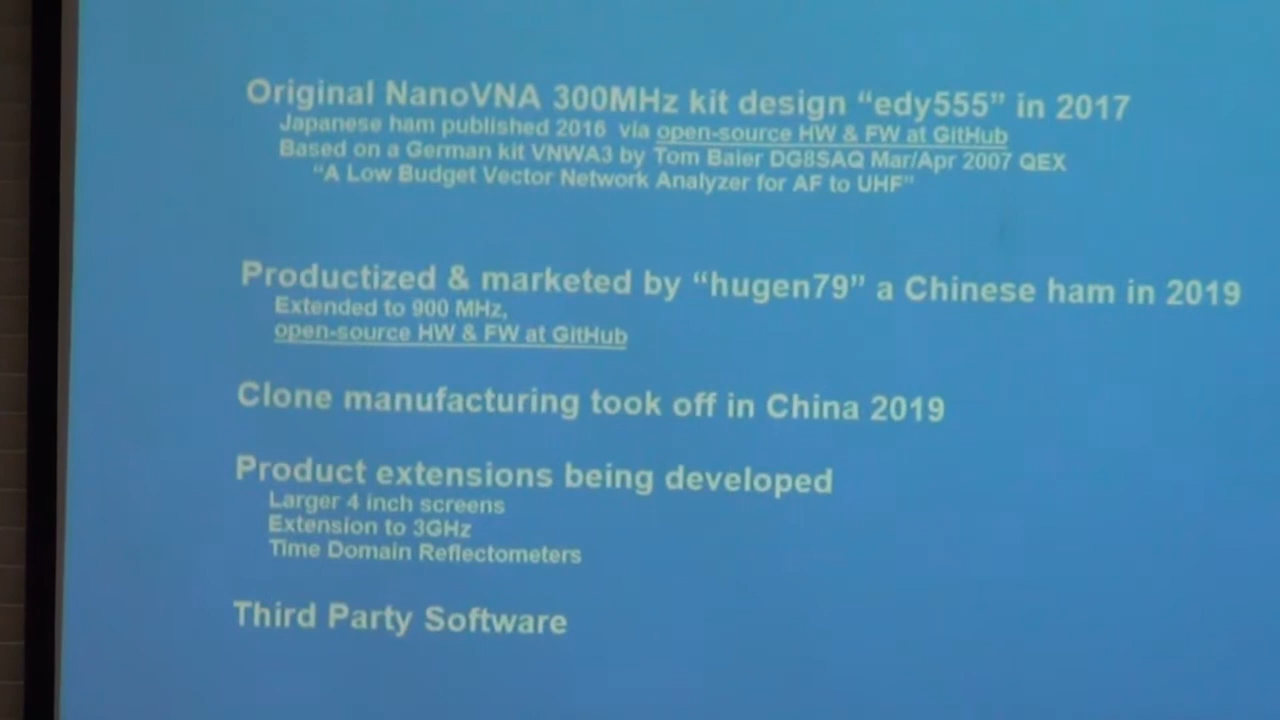 Original NanoVNA 300MHz kit design “edy555” in 2017
Japanese ham published 2016 via open-source HW & FW at GitHub
Based on a German kit VNWA3 by Tom Baier DG8SAQ Mar/Apr 2007 QEX
“A Low Budget Vector Network Analyzer for AF to UHF”
Productized & marketed by “hugen79” a Chinese ham in 2019
Extended to 900 MHz,
open-source HW & FW at GitHub
Clone manufacturing took off in China 2019
Product extensions being developed
Larger 4 inch screens
Extension to 3GHz
Time Domain Reflectometers
Third Party Software